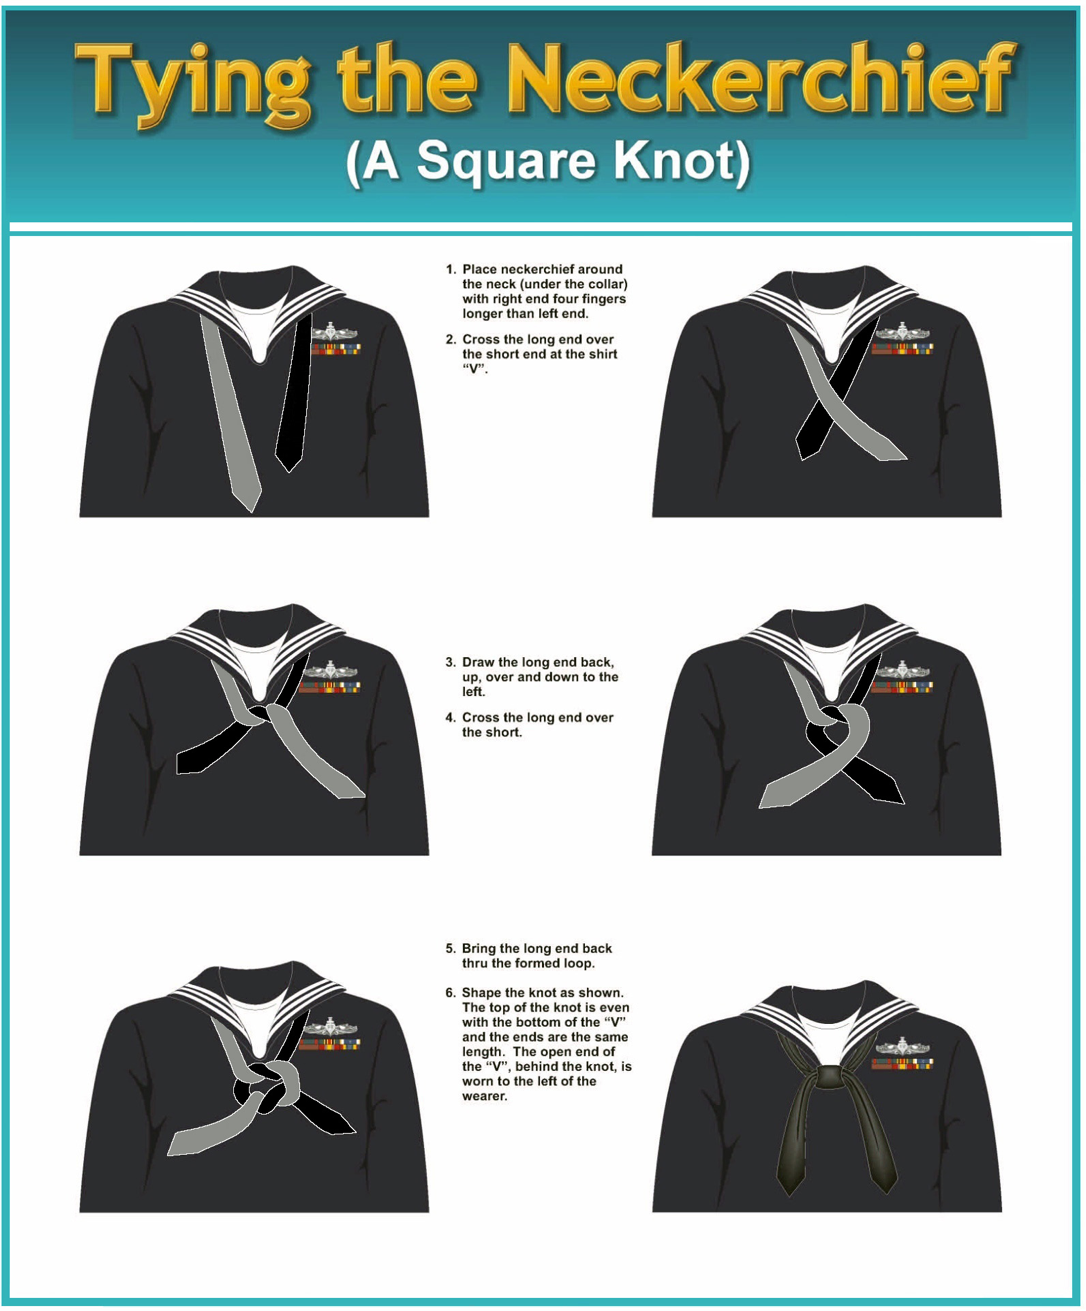 Tying the Neckerchief
(A Square Knot)
1. Place neckerchief around
the neck (under the collar)
with right end four fingers
longer than left end.
2. Cross the long end over
the short end at the shirt
“V”.
3. Draw the long end back,
up, over and down to the
left.
4. Cross the long end over
the short.
5. Bring the long end back
thru the formed loop.
6. Shape the knot as shown.
The top of the knot is even
with the bottom of the “V”
and the ends are the same
length. The open end of
the “V”, behind the knot, is
worn to the left of the
wearer.